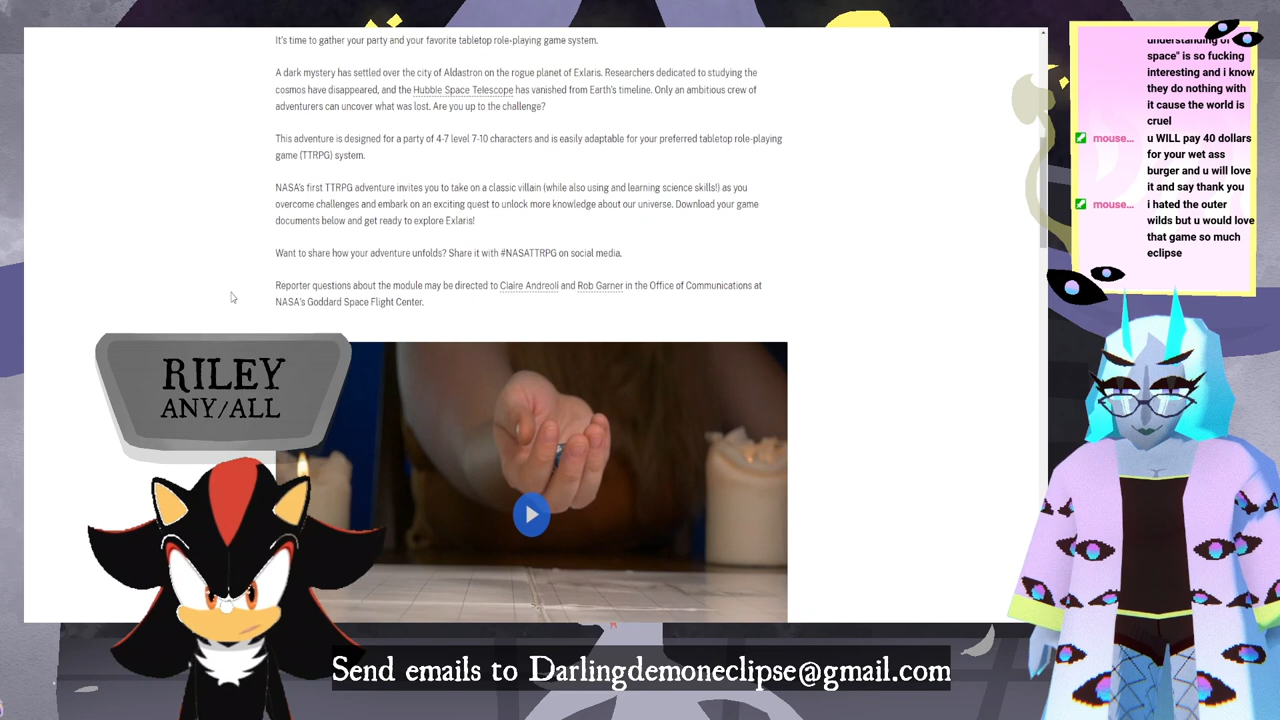 It's time to gather your party and your favorite tabletop role-playing game system.
A dark mystery has settled over the city of Aldastron on the rogue planet of Exlaris. Researchers dedicated to studying the
cosmos have disappeared, and the Hubble Space Telescope has vanished from Earth's timeline. Only an ambitious crew of
adventurers can uncover what was lost. Are you up to the challenge?
This adventure is designed for a party of 4-7 level 7-10 characters and is easily adaptable for your preferred tabletop role-playing
game (TTRPG) system.
NASA's first TTRPG adventure invites you to take on a classic villain (while also using and learning science skills!) as you
overcome challenges and embark on an exciting quest to unlock more knowledge about our universe. Download your game
documents below and get ready to explore Exlaris!
Want to share how your adventure unfolds? Share it with #NASATTRPG on social media.
Reporter questions about the module may be directed to Claire Andreoli and Rob Garner in the Office of Communications at
NASA's Goddard Space Flight Center.
RILEY
ANY/ALL
understanding of
space" is so fucking
interesting and i know
they do nothing with
it cause the world is
cruel
mouse... u WILL pay 40 dollars
for your wet ass
burger and u will love
it and say thank you
mouse... i hated the outer
wilds but u would love
that game so much
eclipse
Send emails to Darlingdemoneclipse@gmail.com